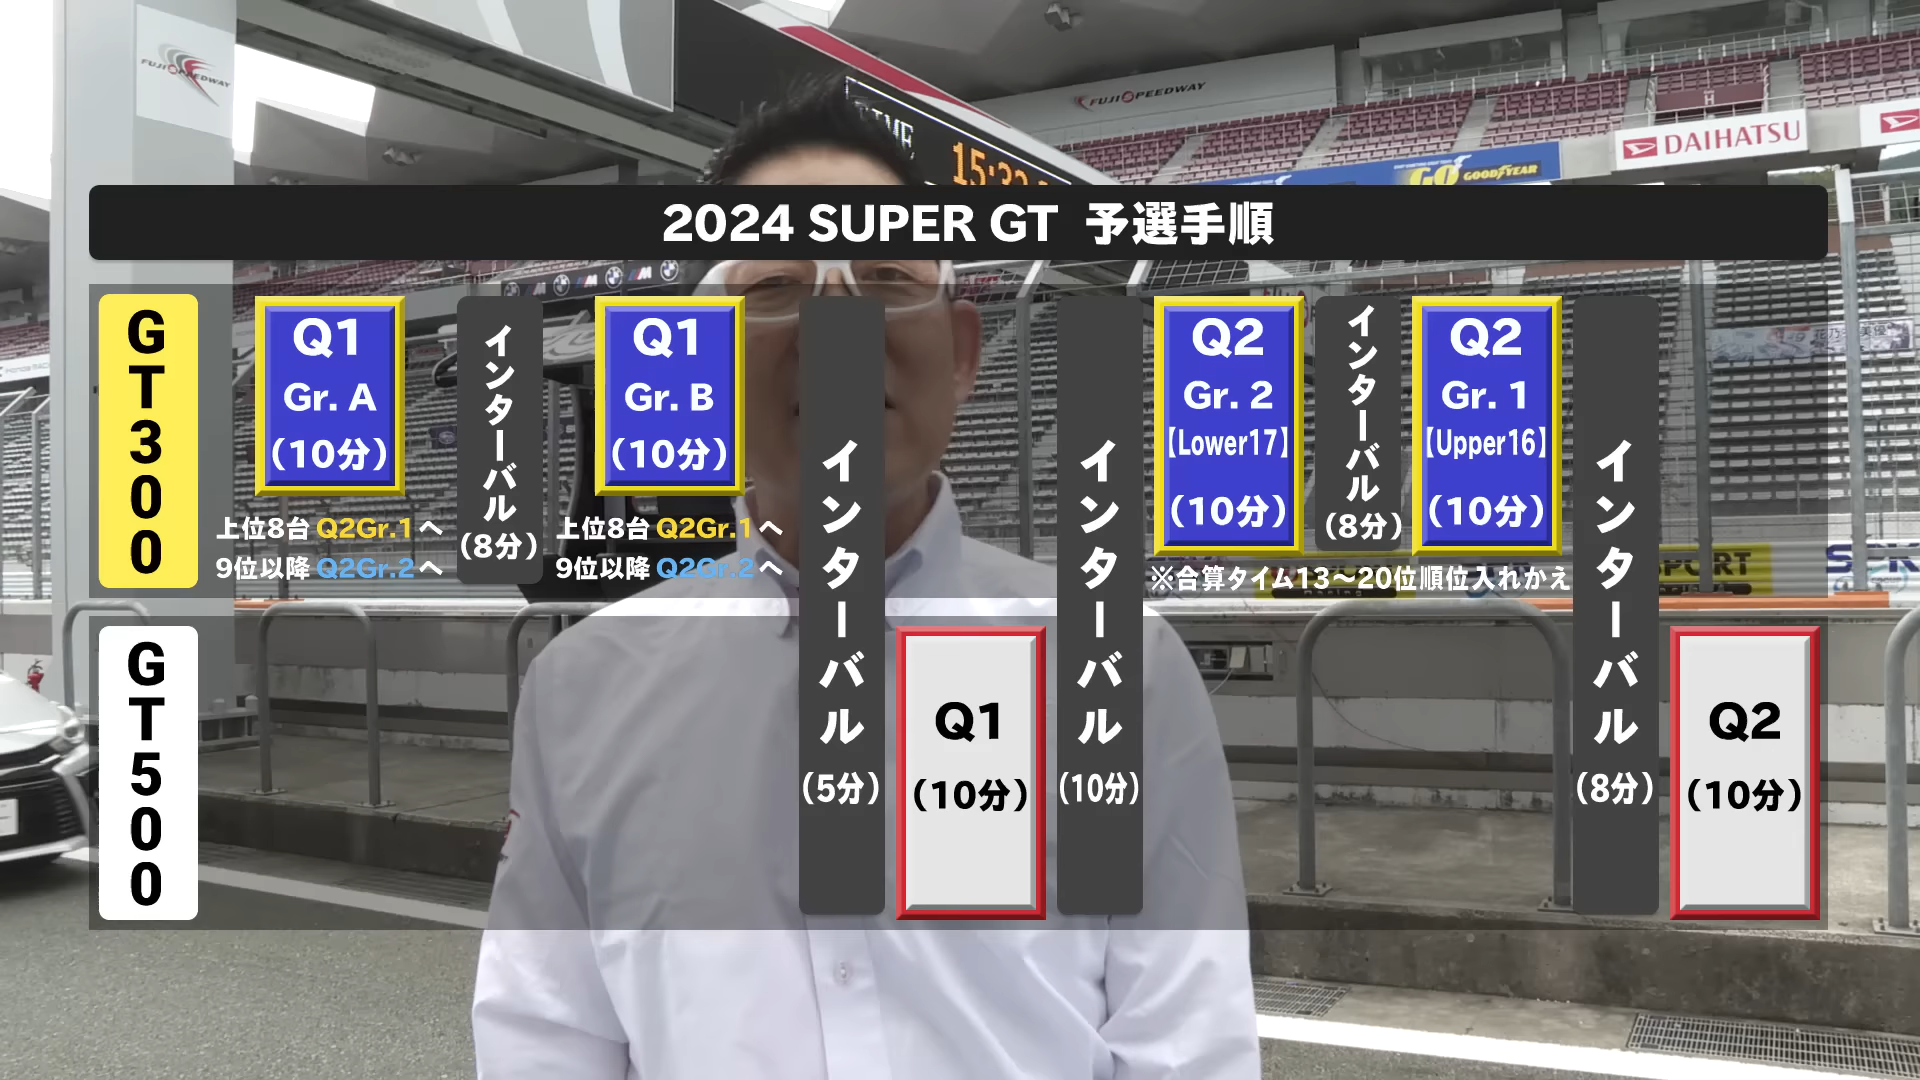 FUJI SPEEDWAY
FUJI SPEEDWAY
DAIHATSU
GOODYEAR
15:32
2024 SUPER GT 予選手順
GT300
Q1
Gr. A
(10分)
上位8台 Q2Gr.1 へ
9位以降 Q2Gr.2 へ
インターバル
(8分)
Q1
Gr. B
(10分)
上位8台 Q2Gr.1 へ
9位以降 Q2Gr.2 へ
インターバル
(5分)
インターバル
(10分)
Q2
Gr. 2
【Lower17】
(10分)
インターバル
(8分)
Q2
Gr. 1
【Upper16】
(10分)
※合算タイム13～20位順位入れかえ
インターバル
(8分)
GT500
Q1
(10分)
Q2
(10分)